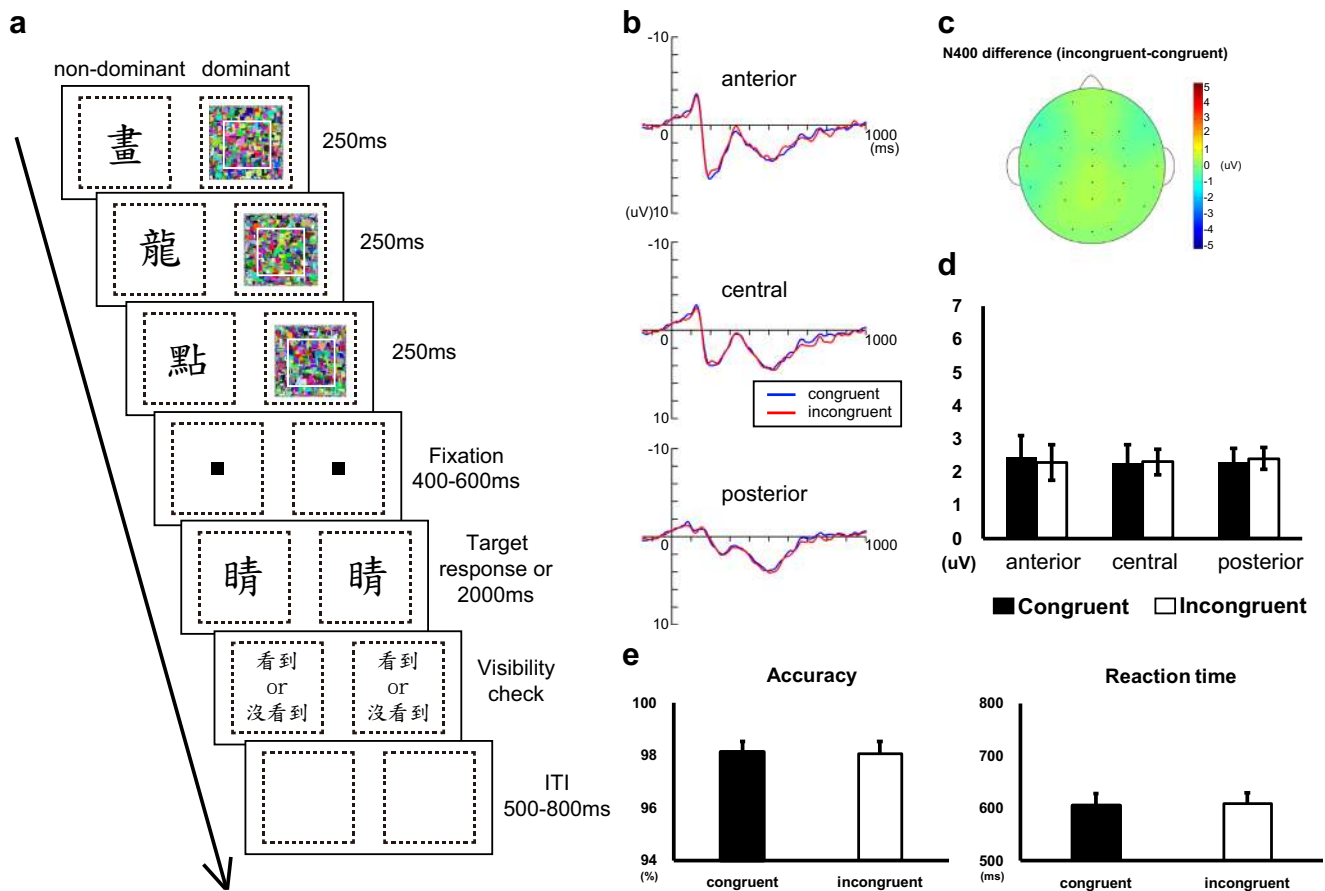 a
non-dominant dominant
畫
250ms
龍
250ms
點
250ms
Fixation
400-600ms
睛 睛
Target
response or
2000ms
看到 看到
or or
沒看到 沒看到
Visibility
check
ITI
500-800ms
b
-10
anterior
0
1000
(ms)
(uV) 10
-10
central
0
1000
congruent
incongruent
10
-10
posterior
0
1000
10
c
N400 difference (incongruent-congruent)
5
4
3
2
1
0 (uV)
-1
-2
-3
-4
-5
d
7
6
5
4
3
2
1
0
(uV)
anterior central posterior
Congruent Incongruent
e
Accuracy
100
98
96
94
(%)
congruent incongruent
Reaction time
800
700
600
500
(ms)
congruent incongruent